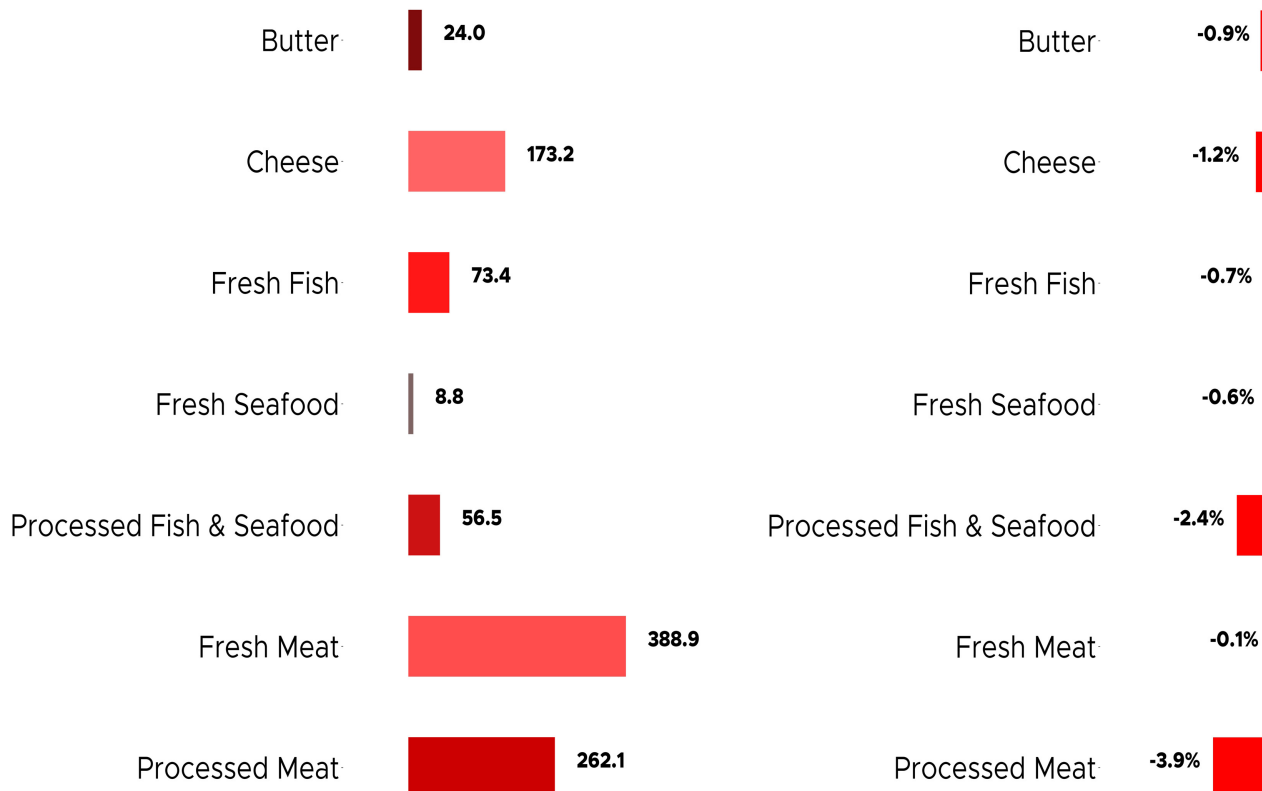 Butter 24.0 Butter -0.9%
Cheese 173.2 Cheese -1.2%
Fresh Fish 73.4 Fresh Fish -0.7%
Fresh Seafood 8.8 Fresh Seafood -0.6%
Processed Fish & Seafood 56.5 Processed Fish & Seafood -2.4%
Fresh Meat 388.9 Fresh Meat -0.1%
Processed Meat 262.1 Processed Meat -3.9%